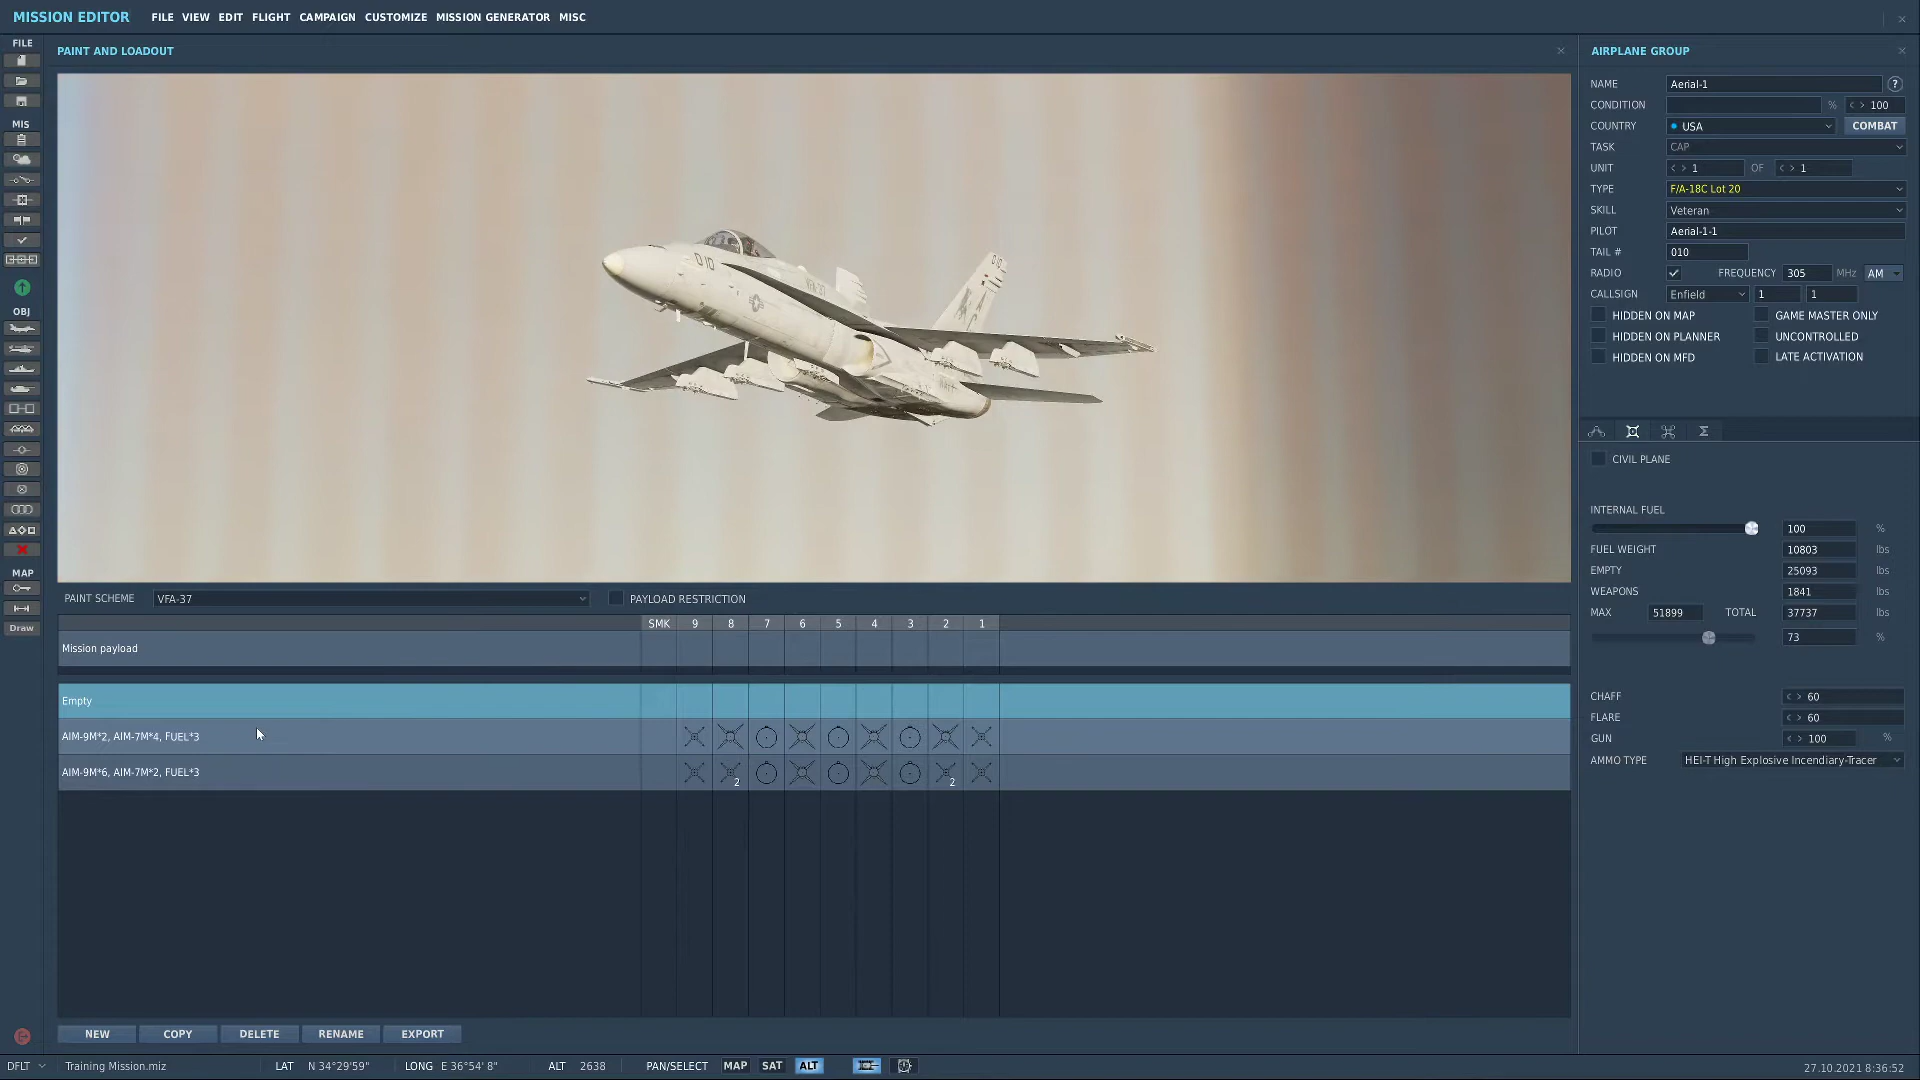 MISSION EDITOR FILE VIEW EDIT FLIGHT CAMPAIGN CUSTOMIZE MISSION GENERATOR MISC
FILE
MIS
OBJ
MAP
Draw
PAINT AND LOADOUT
010
VFA-37
010
PAINT SCHEME VFA-37 PAYLOAD RESTRICTION
SMK 9 8 7 6 5 4 3 2 1
Mission payload
Empty
AIM-9M*2, AIM-7M*4, FUEL*3
AIM-9M*6, AIM-7M*2, FUEL*3
2 2
NEW COPY DELETE RENAME EXPORT
AIRPLANE GROUP
NAME Aerial-1 ?
CONDITION % < > 100
COUNTRY USA COMBAT
TASK CAP
UNIT < > 1 OF < > 1
TYPE F/A-18C Lot 20
SKILL Veteran
PILOT Aerial-1-1
TAIL # 010
RADIO FREQUENCY 305 MHz AM
CALLSIGN Enfield 1 1
HIDDEN ON MAP GAME MASTER ONLY
HIDDEN ON PLANNER UNCONTROLLED
HIDDEN ON MFD LATE ACTIVATION
CIVIL PLANE
INTERNAL FUEL
100 %
FUEL WEIGHT 10803 lbs
EMPTY 25093 lbs
WEAPONS 1841 lbs
MAX 51899 TOTAL 37737 lbs
73 %
CHAFF < > 60
FLARE < > 60
GUN < > 100 %
AMMO TYPE HEI-T High Explosive Incendiary-Tracer
DFLT Training Mission.miz LAT N 34°29'59" LONG E 36°54' 8" ALT 2638 PAN/SELECT MAP SAT ALT 27.10.2021 8:36:52